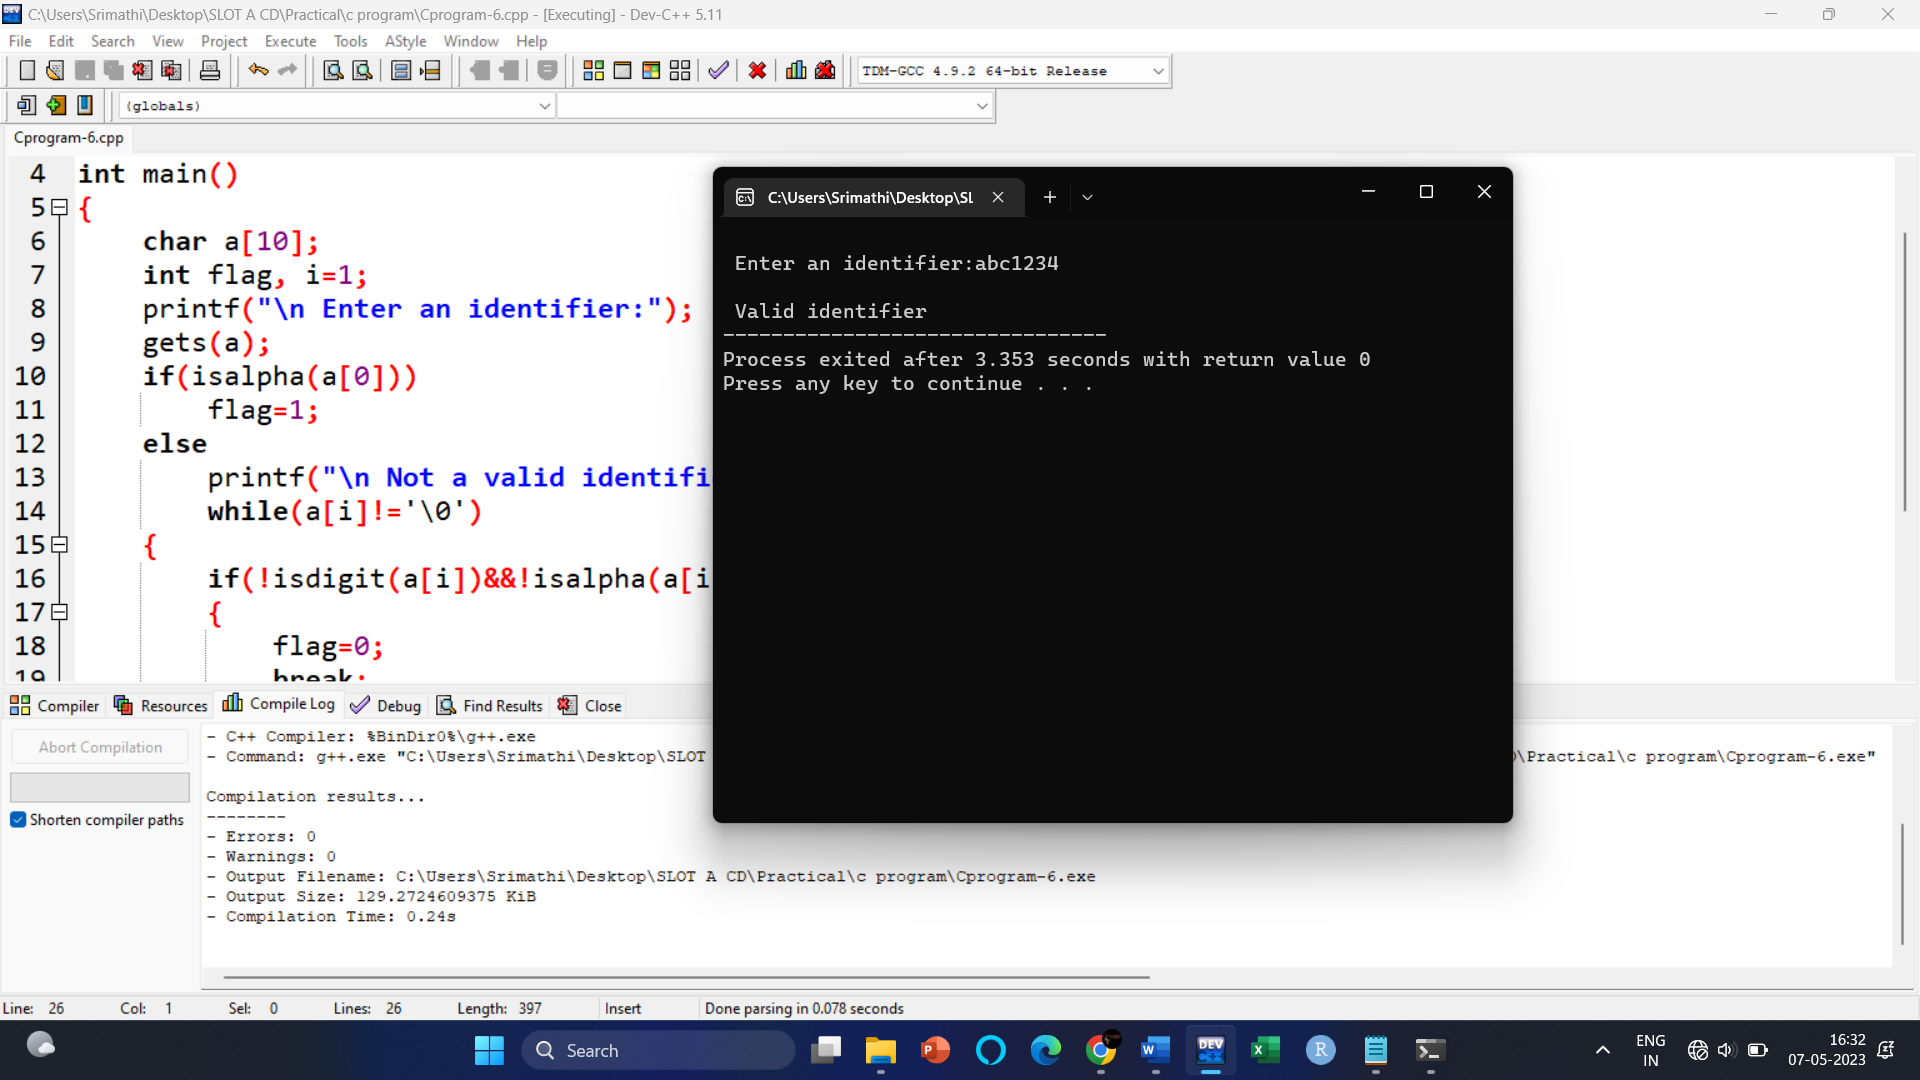 C:\Users\Srimathi\Desktop\SLOT A CD\Practical\c program\Cprogram-6.cpp - [Executing] - Dev-C++ 5.11
File Edit Search View Project Execute Tools AStyle Window Help
TDM-GCC 4.9.2 64-bit Release
(globals)
Cprogram-6.cpp
4 int main()
5 {
6 char a[10];
7 int flag, i=1;
8 printf("\n Enter an identifier:");
9 gets(a);
10 if(isalpha(a[0]))
11 flag=1;
12 else
13 printf("\n Not a valid identifi
14 while(a[i]!='\0')
15 {
16 if(!isdigit(a[i])&&!isalpha(a[i
17 {
18 flag=0;
19 break;
C:\Users\Srimathi\Desktop\SL
Enter an identifier:abc1234
Valid identifier
--------------------------------
Process exited after 3.353 seconds with return value 0
Press any key to continue . . .
Compiler Resources Compile Log Debug Find Results Close
Abort Compilation
Shorten compiler paths
- C++ Compiler: %BinDir0%\g++.exe
- Command: g++.exe "C:\Users\Srimathi\Desktop\SLOT \Practical\c program\Cprogram-6.exe"
Compilation results...
--------
- Errors: 0
- Warnings: 0
- Output Filename: C:\Users\Srimathi\Desktop\SLOT A CD\Practical\c program\Cprogram-6.exe
- Output Size: 129.2724609375 KiB
- Compilation Time: 0.24s
Line: 26 Col: 1 Sel: 0 Lines: 26 Length: 397 Insert Done parsing in 0.078 seconds
Search
ENG
IN
16:32
07-05-2023